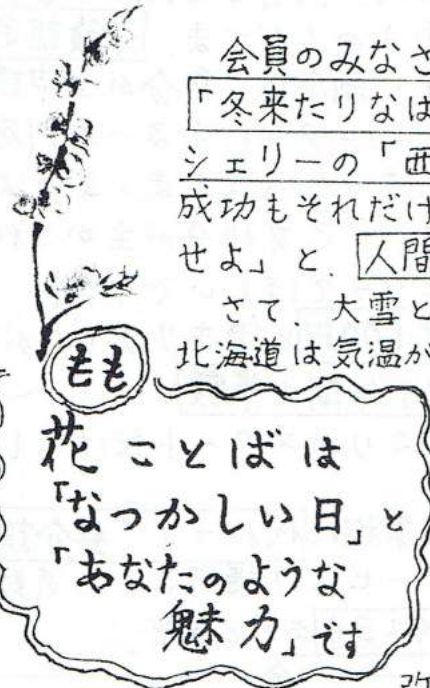 会員のみなさ
「冬来たりなば
シェリーの「西
成功もそれだけ
せよ」と、人間
さて、大雪と
北海道は気温が
もも
花ことばは
「なつかしい日」と
「あなたのような
魅力」です